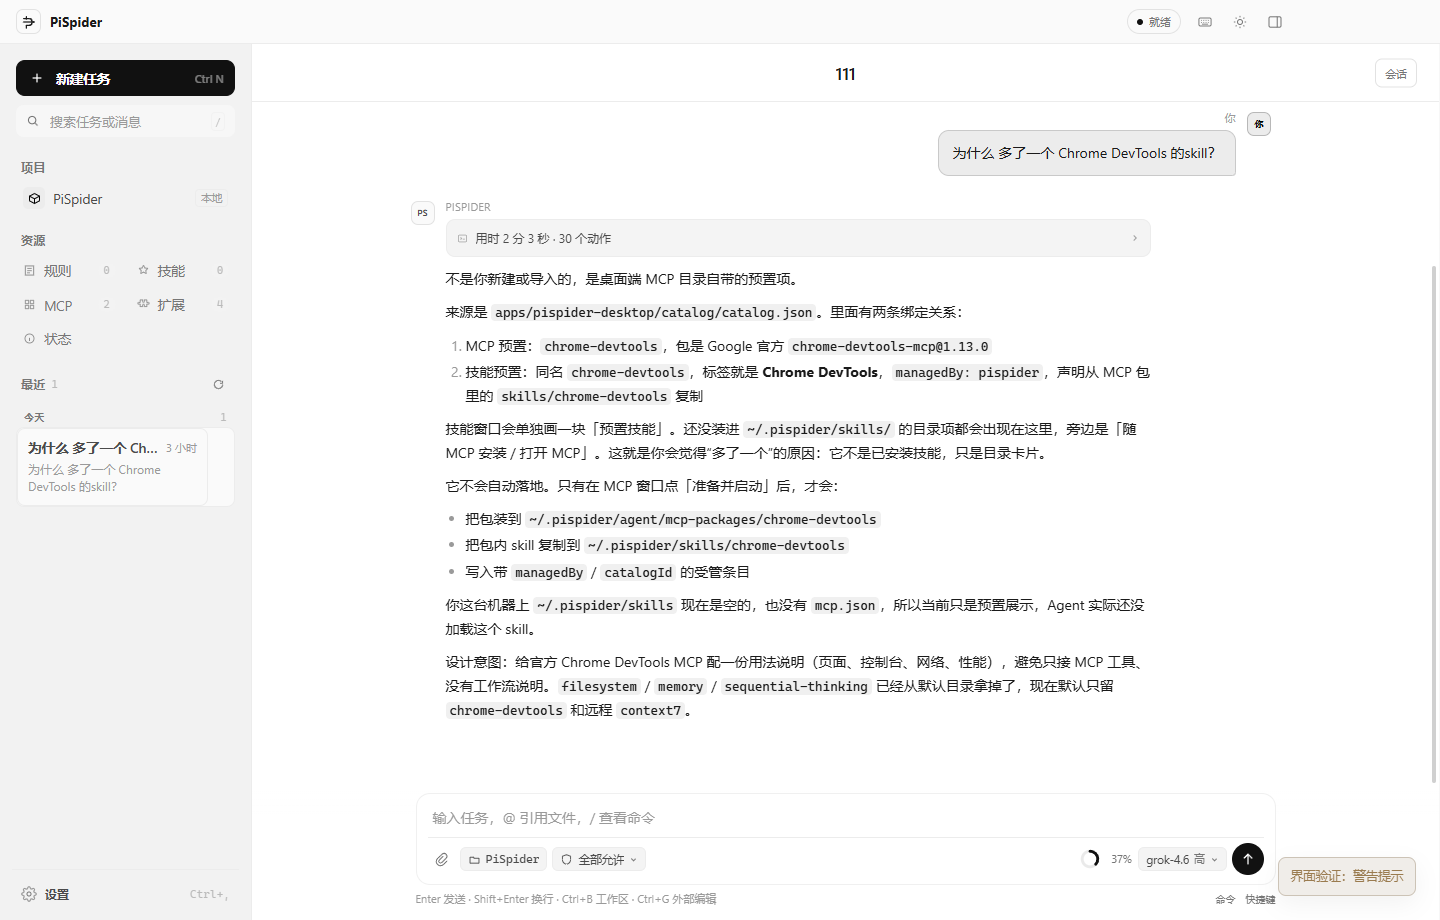 PiSpider
就绪
新建任务 Ctrl N
搜索任务或消息 /
项目
PiSpider 本地
资源
规则 0 技能 0
MCP 2 扩展 4
状态
最近 1
今天 1
为什么 多了一个 Ch... 3 小时
为什么 多了一个 Chrome
DevTools 的skill?
设置 Ctrl+,
111
会话
你
你
为什么 多了一个 Chrome DevTools 的skill?
PS
PISPIDER
用时 2 分 3 秒 · 30 个动作
不是你新建或导入的，是桌面端 MCP 目录自带的预置项。
来源是 apps/pispider-desktop/catalog/catalog.json。里面有两条绑定关系：
1. MCP 预置：chrome-devtools，包是 Google 官方 chrome-devtools-mcp@1.13.0
2. 技能预置：同名 chrome-devtools，标签就是 Chrome DevTools，managedBy: pispider，声明从 MCP 包
里的 skills/chrome-devtools 复制
技能窗口会单独画一块「预置技能」。还没装进 ~/.pispider/skills/ 的目录项都会出现在这里，旁边是「随
MCP 安装 / 打开 MCP」。这就是你会觉得“多了一个”的原因：它不是已安装技能，只是目录卡片。
它不会自动落地。只有在 MCP 窗口点「准备并启动」后，才会：
• 把包装到 ~/.pispider/agent/mcp-packages/chrome-devtools
• 把包内 skill 复制到 ~/.pispider/skills/chrome-devtools
• 写入带 managedBy / catalogId 的受管条目
你这台机器上 ~/.pispider/skills 现在是空的，也没有 mcp.json，所以当前只是预置展示，Agent 实际还没
加载这个 skill。
设计意图：给官方 Chrome DevTools MCP 配一份用法说明（页面、控制台、网络、性能），避免只接 MCP 工具、
没有工作流说明。filesystem / memory / sequential-thinking 已经从默认目录拿掉了，现在默认只留
chrome-devtools 和远程 context7。
输入任务，@ 引用文件，/ 查看命令
PiSpider 全部允许 37% grok-4.6 高
Enter 发送 · Shift+Enter 换行 · Ctrl+B 工作区 · Ctrl+G 外部编辑 命令 快捷键
界面验证：警告提示